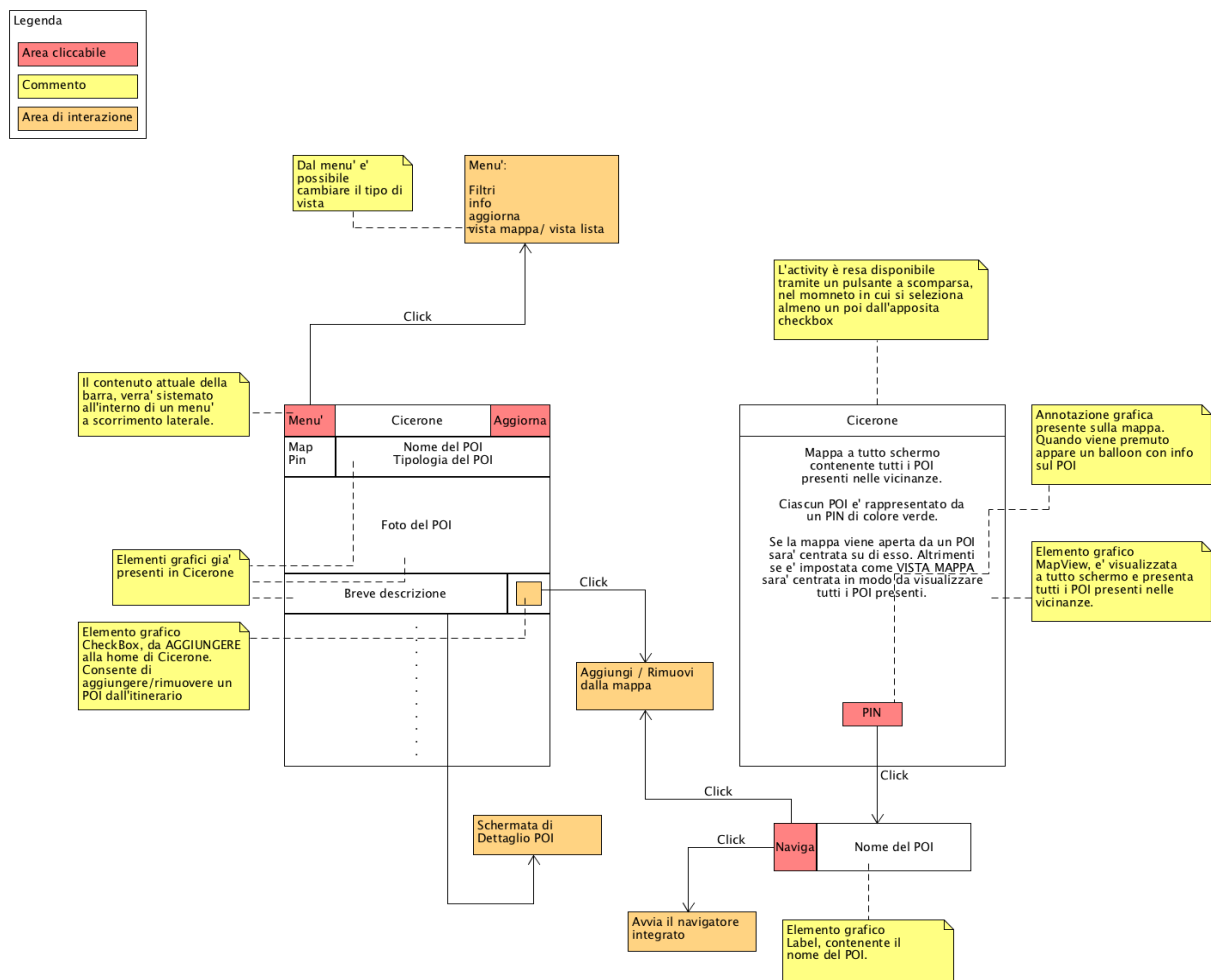 Legenda
Area cliccabile
Commento
Area di interazione
Dal menu' e'
possibile
cambiare il tipo di
vista
Menu':
Filtri
info
aggiorna
vista mappa/ vista lista
Click
L'activity è resa disponibile
tramite un pulsante a scomparsa,
nel momneto in cui si seleziona
almeno un poi dall'apposita
checkbox
Il contenuto attuale della
barra, verra' sistemato
all'interno di un menu'
a scorrimento laterale.
Menu'
Cicerone
Aggiorna
Map
Pin
Nome del POI
Tipologia del POI
Foto del POI
Breve descrizione
Elementi grafici gia'
presenti in Cicerone
Elemento grafico
CheckBox, da AGGIUNGERE
alla home di Cicerone.
Consente di
aggiungere/rimuovere un
POI dall'itinerario
Click
Aggiungi / Rimuovi
dalla mappa
Schermata di
Dettaglio POI
Cicerone
Mappa a tutto schermo
contenente tutti i POI
presenti nelle vicinanze.
Ciascun POI e' rappresentato da
un PIN di colore verde.
Se la mappa viene aperta da un POI
sara' centrata su di esso. Altrimenti
se e' impostata come VISTA MAPPA
sara' centrata in modo da visualizzare
tutti i POI presenti.
PIN
Annotazione grafica
presente sulla mappa.
Quando viene premuto
appare un balloon con info
sul POI
Elemento grafico
MapView, e' visualizzata
a tutto schermo e presenta
tutti i POI presenti nelle
vicinanze.
Click
Click
Click
Naviga
Nome del POI
Avvia il navigatore
integrato
Elemento grafico
Label, contenente il
nome del POI.